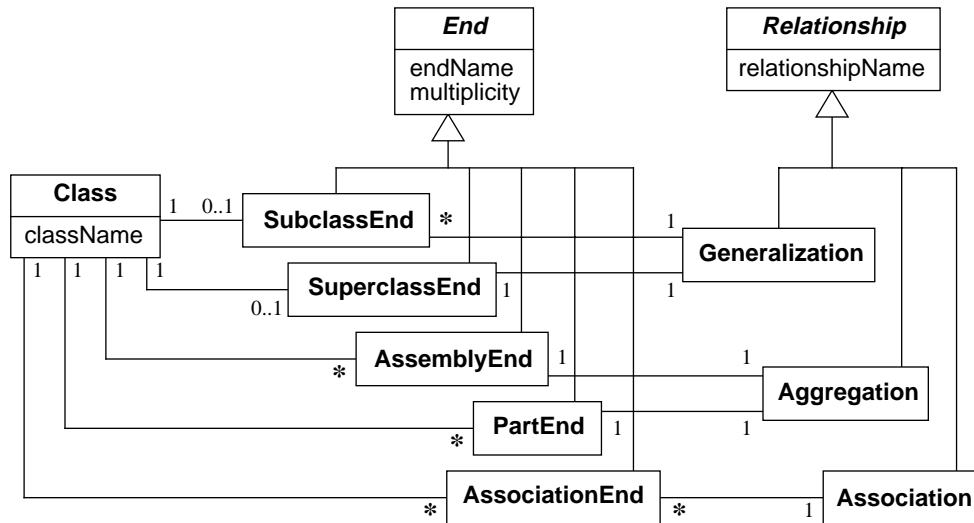 End
endName
multiplicity
Relationship
relationshipName
Class
className
1
0..1
SubclassEnd
*
1
Generalization
1
1
1
1
0..1
SuperclassEnd
1
1
*
AssemblyEnd
1
1
Aggregation
*
PartEnd
1
1
*
AssociationEnd
*
1
Association